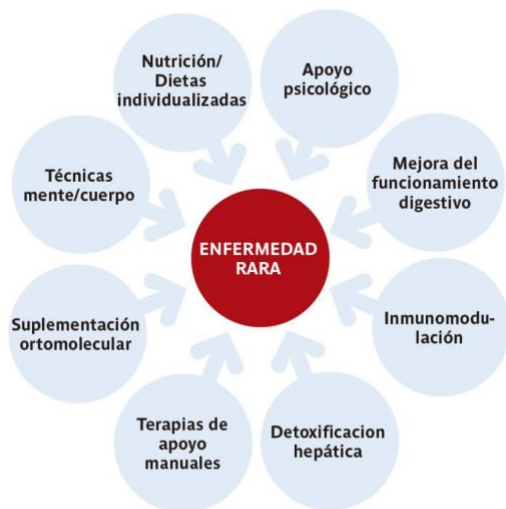 Nutrición/
Dietas
individualizadas
Apoyo
psicológico
Técnicas
mente/cuerpo
Mejora del
funcionamiento
digestivo
ENFERMEDAD
RARA
Suplementación
ortomolecular
Inmunomodu-
lación
Terapias de
apoyo
manuales
Detoxificacion
hepática